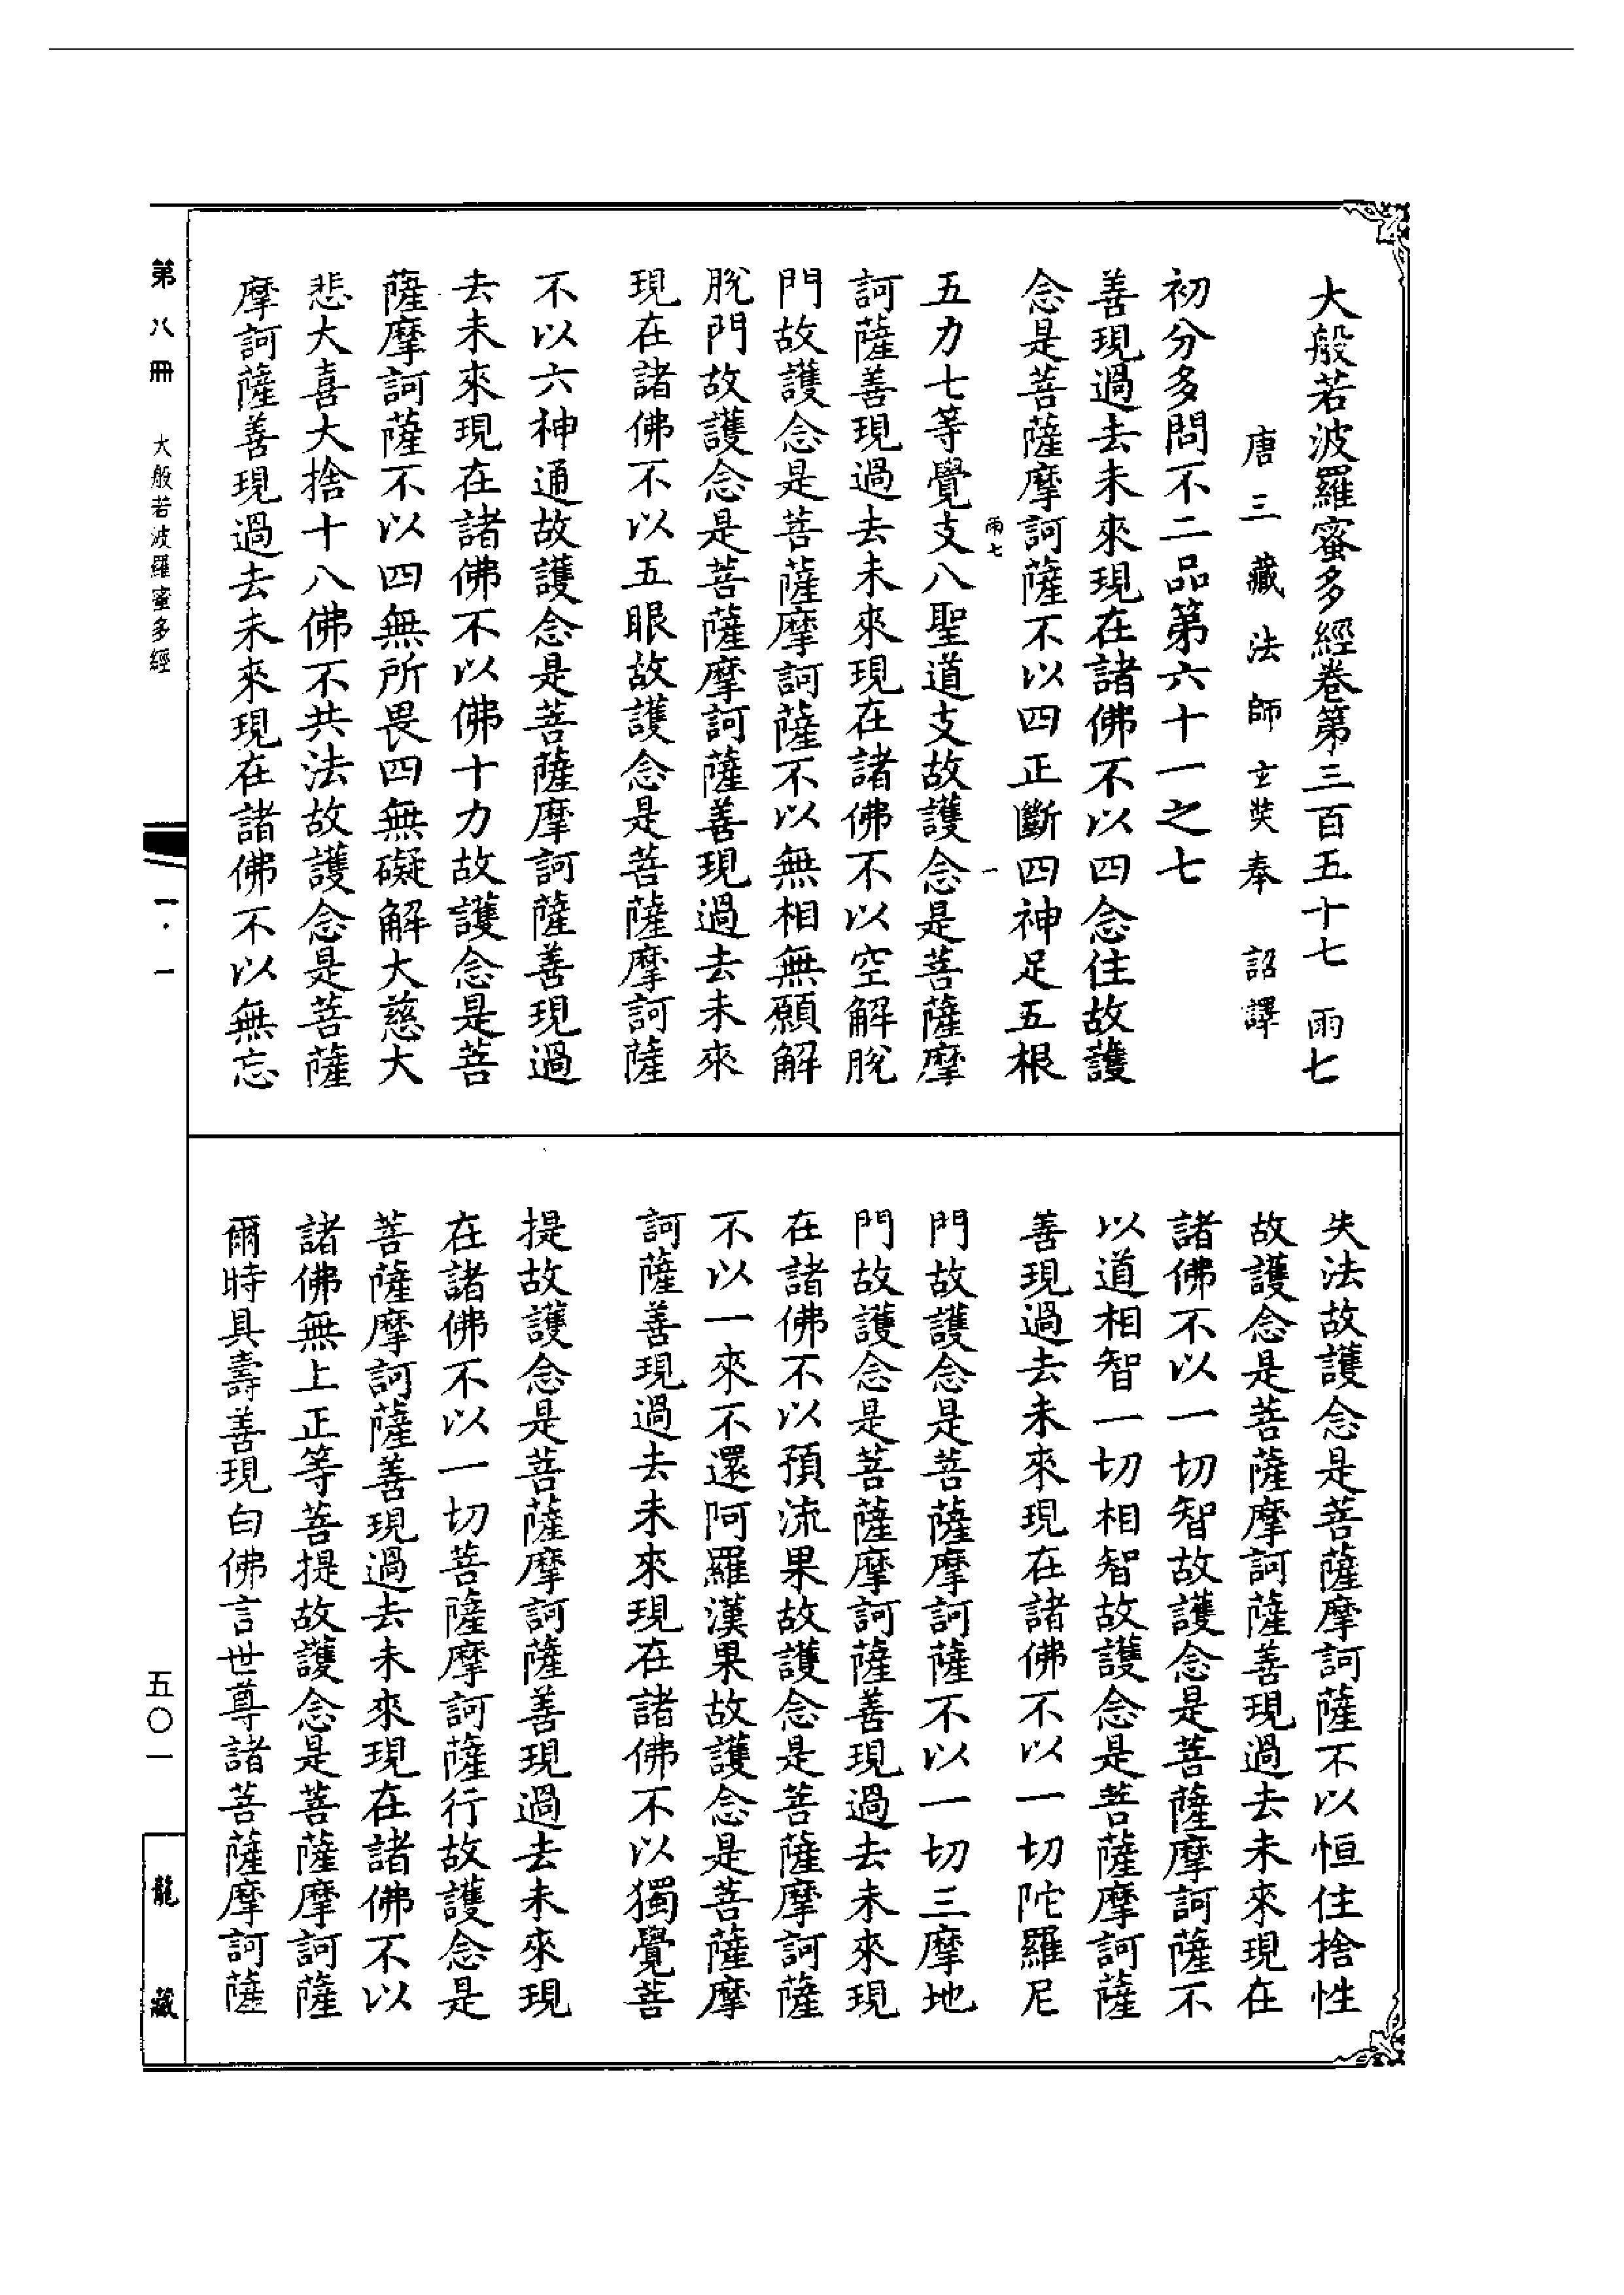 大般若波羅蜜多經卷第三百五十七　雨七
唐三藏法師玄奘奉　詔譯
初分多問不二品第六十一之七
善現過去未來現在諸佛不以四念住故護
念是菩薩摩訶薩不以四正斷四神足五根
雨七　一
五力七等覺支八聖道支故護念是菩薩摩
訶薩善現過去未來現在諸佛不以空解脫
門故護念是菩薩摩訶薩不以無相無願解
脫門故護念是菩薩摩訶薩善現過去未來
現在諸佛不以五眼故護念是菩薩摩訶薩
不以六神通故護念是菩薩摩訶薩善現過
去未來現在諸佛不以佛十力故護念是菩
薩摩訶薩不以四無所畏四無礙解大慈大
悲大喜大捨十八佛不共法故護念是菩薩
摩訶薩善現過去未來現在諸佛不以無忘
失法故護念是菩薩摩訶薩不以恒住捨性
故護念是菩薩摩訶薩善現過去未來現在
諸佛不以一切智故護念是菩薩摩訶薩不
以道相智一切相智故護念是菩薩摩訶薩
善現過去未來現在諸佛不以一切陀羅尼
門故護念是菩薩摩訶薩不以一切三摩地
門故護念是菩薩摩訶薩善現過去未來現
在諸佛不以預流果故護念是菩薩摩訶薩
不以一來不還阿羅漢果故護念是菩薩摩
訶薩善現過去未來現在諸佛不以獨覺菩
提故護念是菩薩摩訶薩善現過去未來現
在諸佛不以一切菩薩摩訶薩行故護念是
菩薩摩訶薩善現過去未來現在諸佛不以
諸佛無上正等菩提故護念是菩薩摩訶薩
爾時具壽善現白佛言世尊諸菩薩摩訶薩
第八冊　大般若波羅蜜多經
一·一
五〇一
龍藏